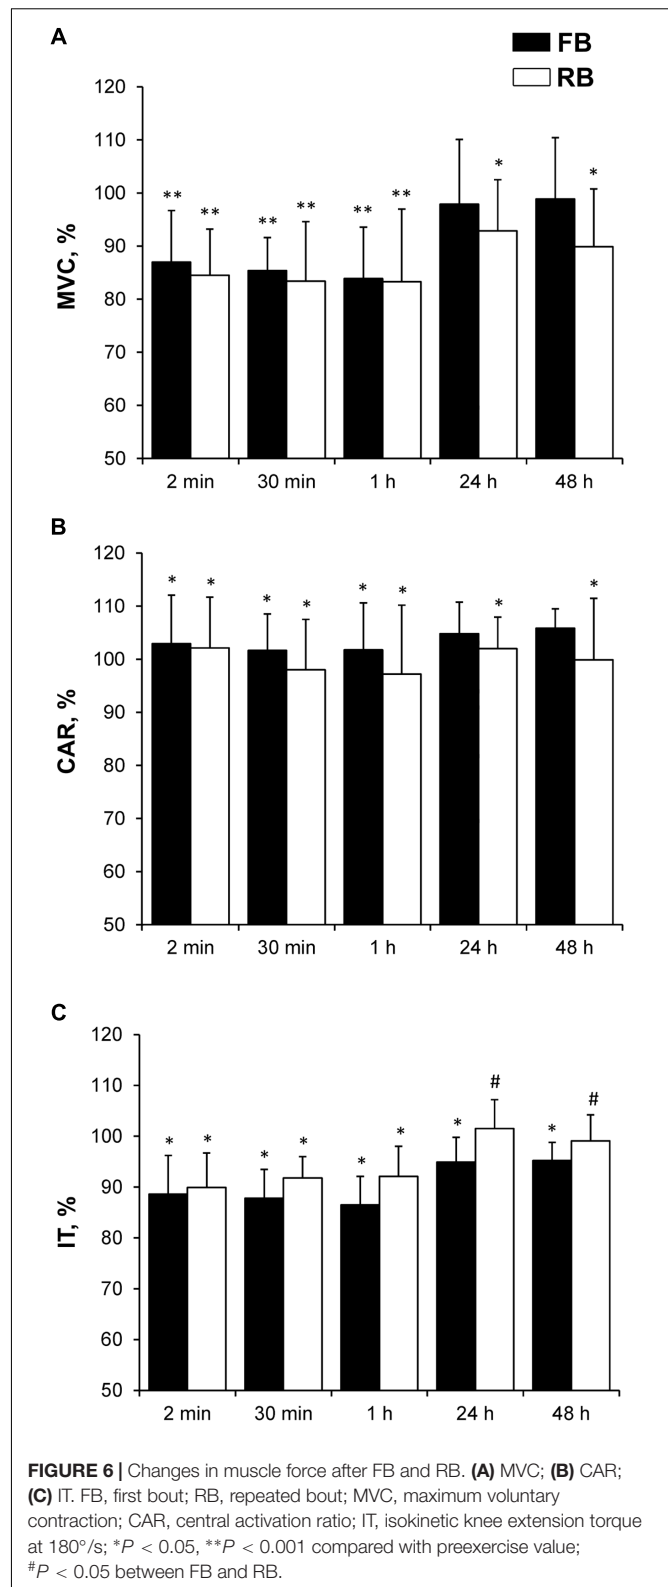 A
FB
RB
120
110
100
90
80
70
60
50
MVC, %
** ** ** ** ** ** * *
2 min 30 min 1 h 24 h 48 h
B
120
110
100
90
80
70
60
50
CAR, %
* * * * * * * *
2 min 30 min 1 h 24 h 48 h
C
120
110
100
90
80
70
60
50
IT, %
* * * * * * * # * #
2 min 30 min 1 h 24 h 48 h
FIGURE 6 | Changes in muscle force after FB and RB. (A) MVC; (B) CAR;
(C) IT. FB, first bout; RB, repeated bout; MVC, maximum voluntary
contraction; CAR, central activation ratio; IT, isokinetic knee extension torque
at 180°/s; *P < 0.05, **P < 0.001 compared with preexercise value;
#P < 0.05 between FB and RB.